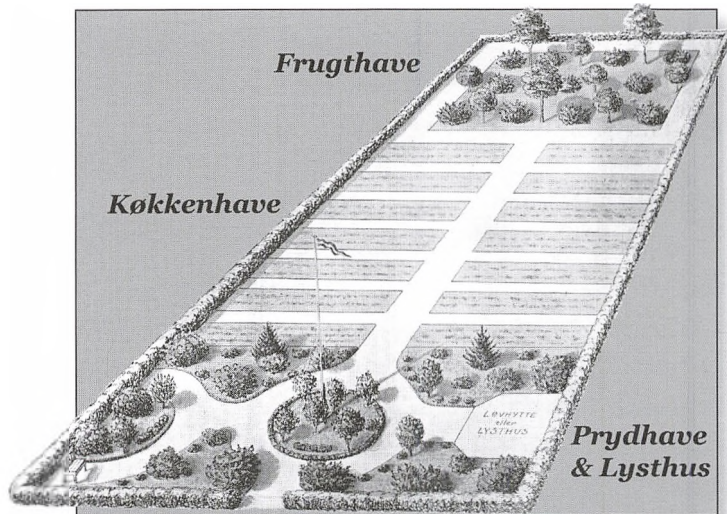 Frugthave
Køkkenhave
LØVHYTTE
eller
LYSTHUS
Prydhave
& Lysthus